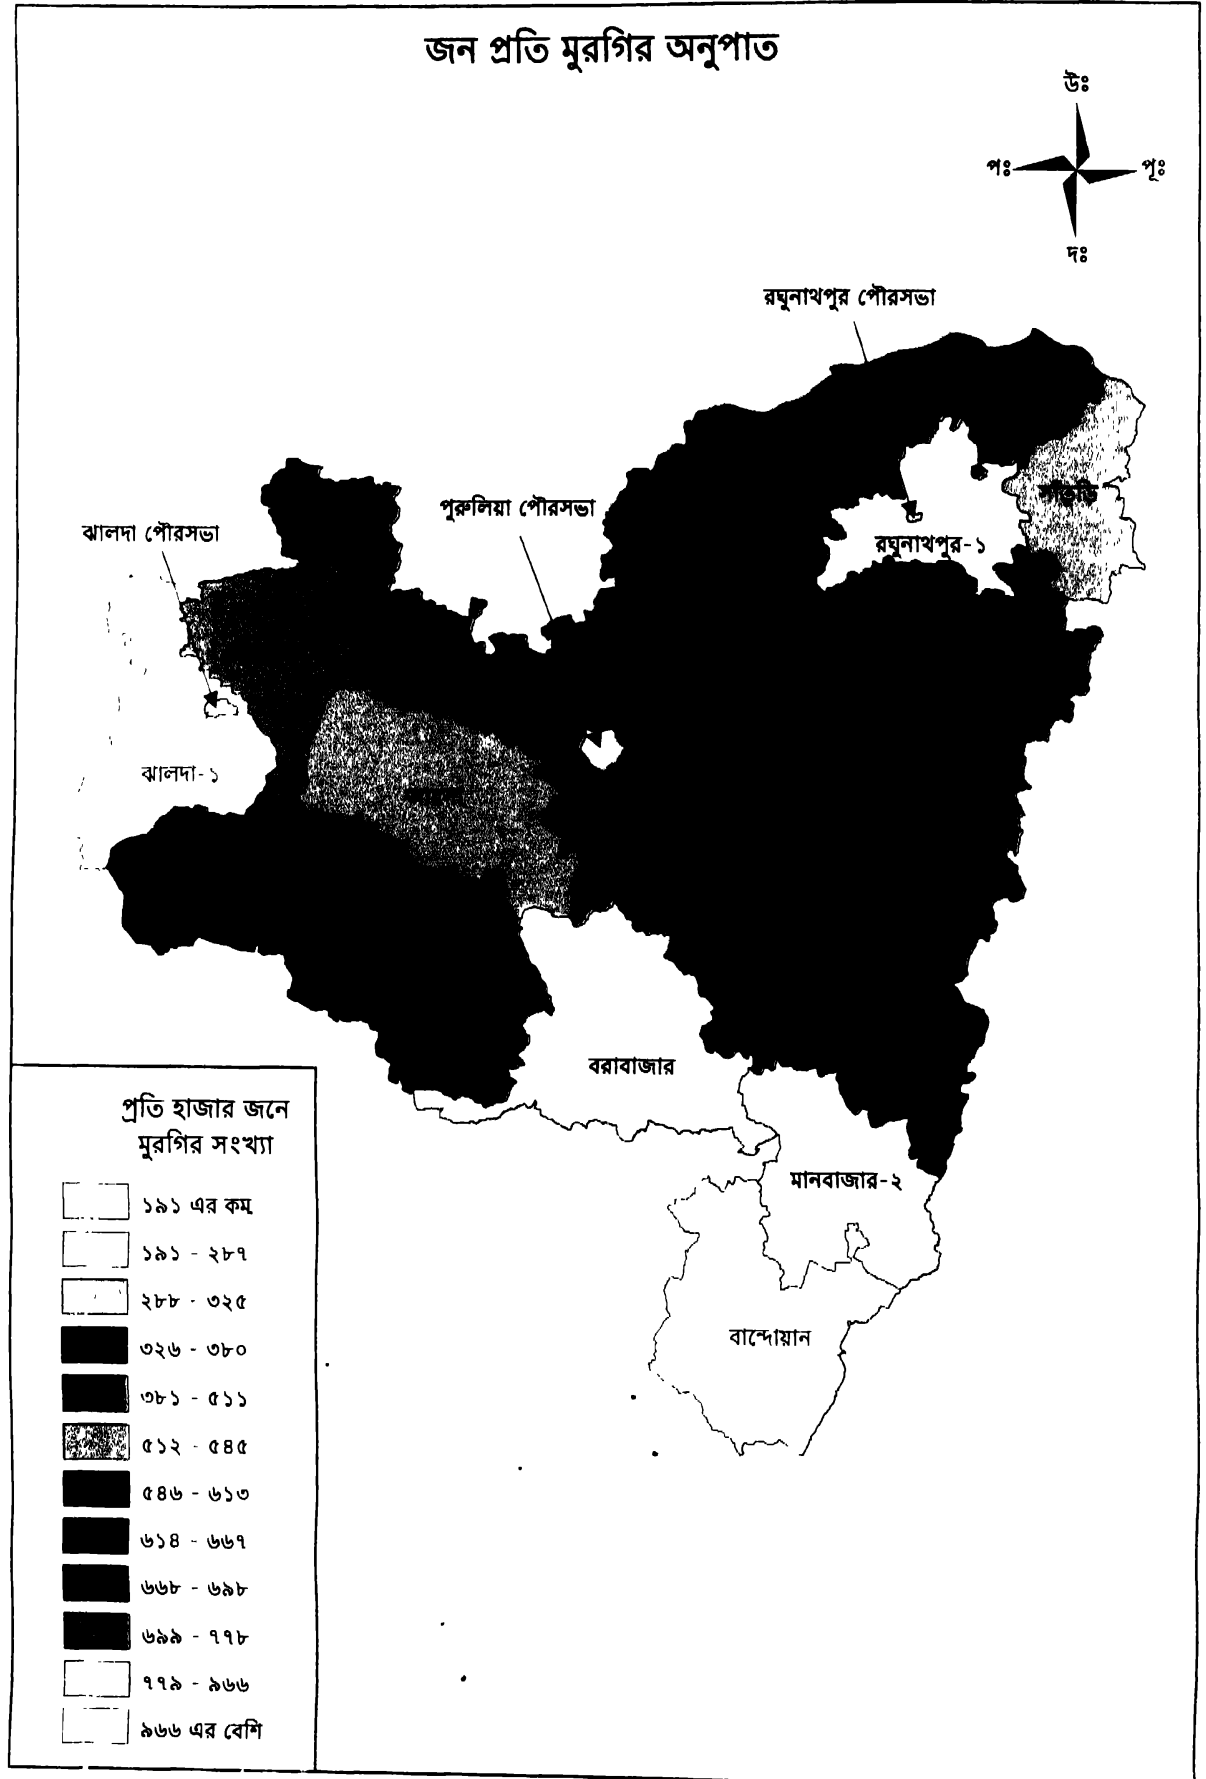 জন প্রতি মুরগির অনুপাত
উঃ
পঃ
পূঃ
দঃ
রঘুনাথপুর পৌরসভা
পুরুলিয়া পৌরসভা
ঝালদা পৌরসভা
রঘুনাথপুর-১
ঝালদা-১
বরাবাজার
মানবাজার-২
বান্দোয়ান
প্রতি হাজার জনে
মুরগির সংখ্যা
১৯১ এর কম
১৯১ - ২৮৭
২৮৮ - ৩২৫
৩২৬ - ৩৮০
৩৮১ - ৫১১
৫১২ - ৫৪৫
৫৪৬ - ৬১৩
৬১৪ - ৬৬৭
৬৬৮ - ৬৯৮
৬৯৯ - ৭৭৮
৭৭৯ - ৯৬৬
৯৬৬ এর বেশি